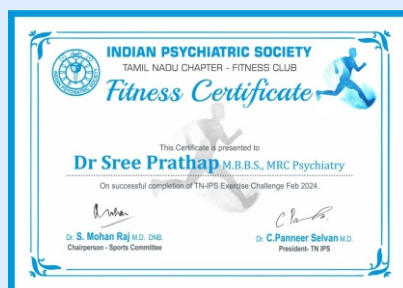 INDIAN PSYCHIATRIC SOCIETY
TAMIL NADU CHAPTER - FITNESS CLUB
Fitness Certificate
This Certificate is presented to
Dr Sree Prathap M.B.B.S., MRC Psychiatry
On successful completion of TN-IPS Exercise Challenge Feb 2024.
Dr. S. Mohan Raj M.D. DNB.
Chairperson - Sports Committee
Dr. C.Panneer Selvan M.D.
President- TN IPS